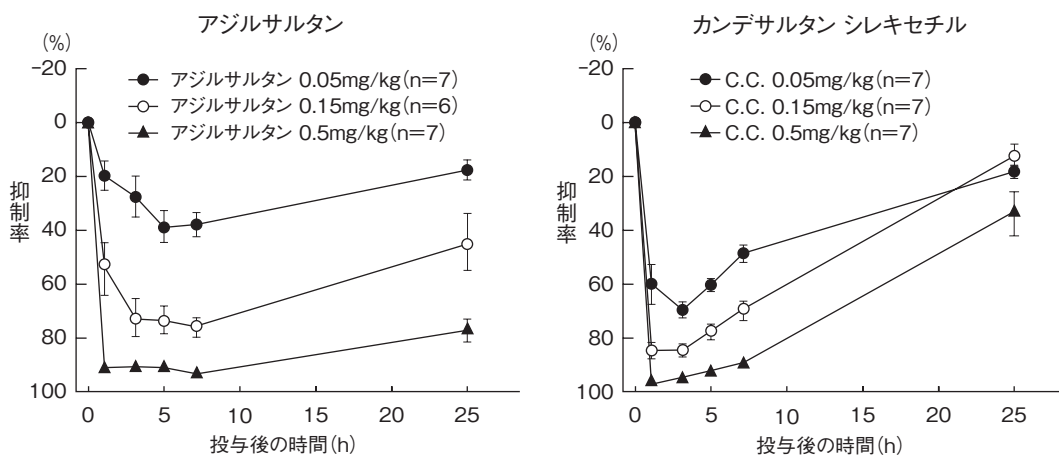 アジルサルタン
(%)
-20
0
20
40
60
80
100
抑制率
アジルサルタン 0.05mg/kg(n=7)
アジルサルタン 0.15mg/kg(n=6)
アジルサルタン 0.5mg/kg(n=7)
0 5 10 15 20 25
投与後の時間(h)
カンデサルタン シレキセチル
(%)
-20
0
20
40
60
80
100
抑制率
C.C. 0.05mg/kg(n=7)
C.C. 0.15mg/kg(n=7)
C.C. 0.5mg/kg(n=7)
0 5 10 15 20 25
投与後の時間(h)